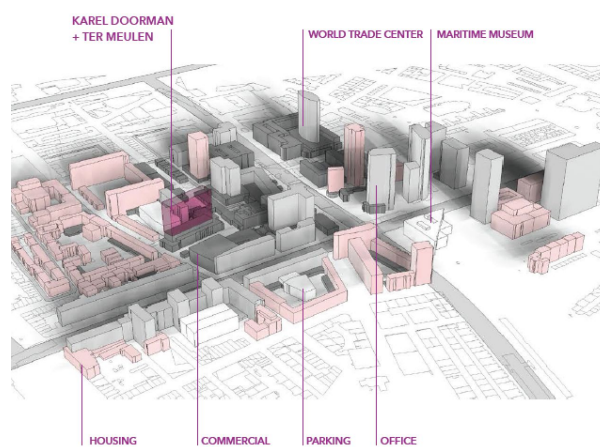 KAREL DOORMAN
+ TER MEULEN
WORLD TRADE CENTER
MARITIME MUSEUM
HOUSING
COMMERCIAL
PARKING
OFFICE